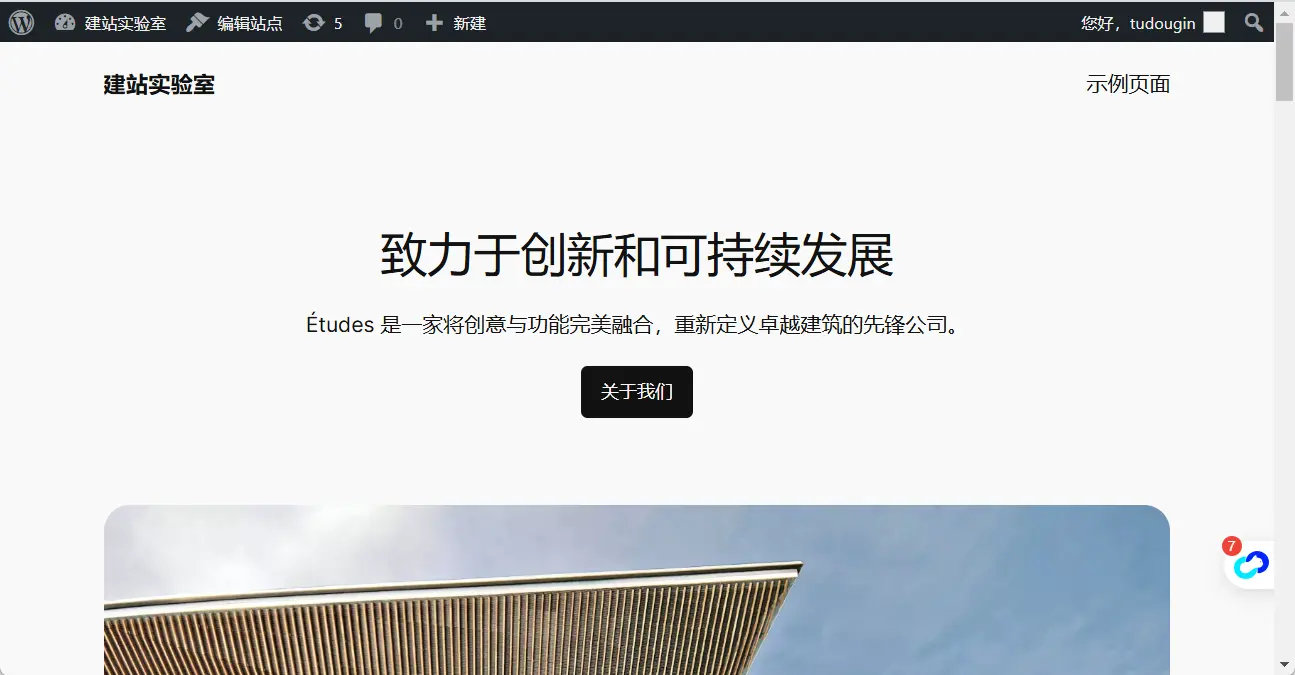 建站实验室 编辑站点 5 0 新建 您好，tudougin
建站实验室 示例页面
致力于创新和可持续发展
Études 是一家将创意与功能完美融合，重新定义卓越建筑的先锋公司。
关于我们
7